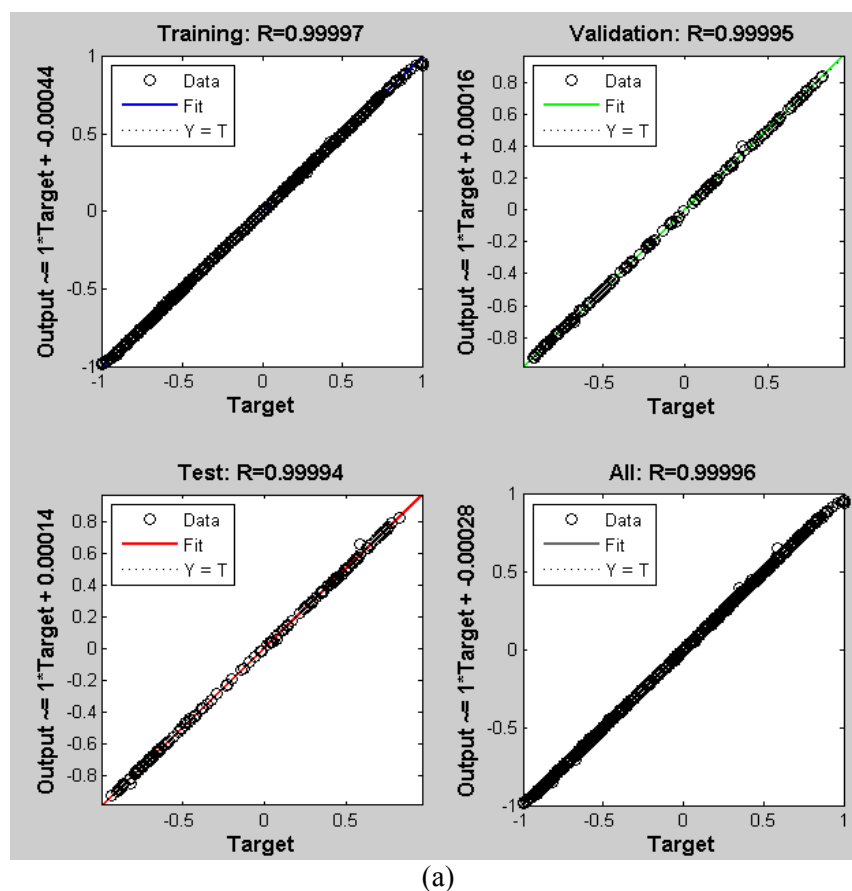 Training: R=0.99997
Output ~= 1*Target + -0.00044
1
0.5
0
-0.5
-1
Data
Fit
Y = T
-1
-0.5
0
0.5
1
Target
Validation: R=0.99995
Output ~= 1*Target + 0.00016
0.8
0.6
0.4
0.2
0
-0.2
-0.4
-0.6
-0.8
Data
Fit
Y = T
-0.5
0
0.5
Target
Test: R=0.99994
Output ~= 1*Target + 0.00014
0.8
0.6
0.4
0.2
0
-0.2
-0.4
-0.6
-0.8
Data
Fit
Y = T
-0.5
0
0.5
Target
All: R=0.99996
Output ~= 1*Target + -0.00028
1
0.5
0
-0.5
-1
Data
Fit
Y = T
-1
-0.5
0
0.5
1
Target
(a)